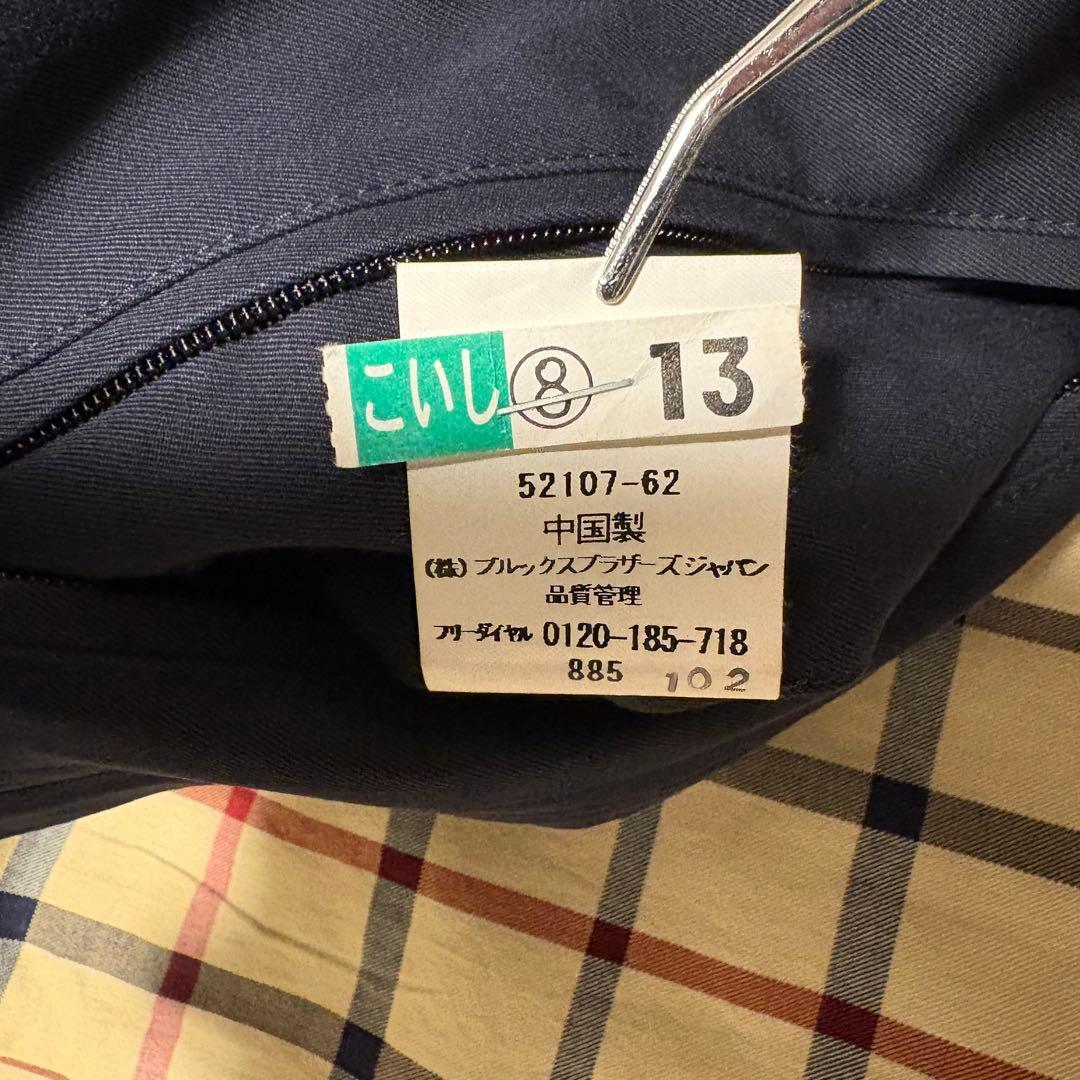 こいし ⑧ 13
52107-62
中国製
(株)ブルックスブラザーズジャパン
品質管理
フリーダイヤル 0120-185-718
885 102